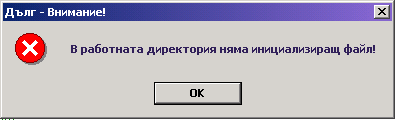 Дълг - Внимание!
В работната директория няма инициализиращ файл!
OK